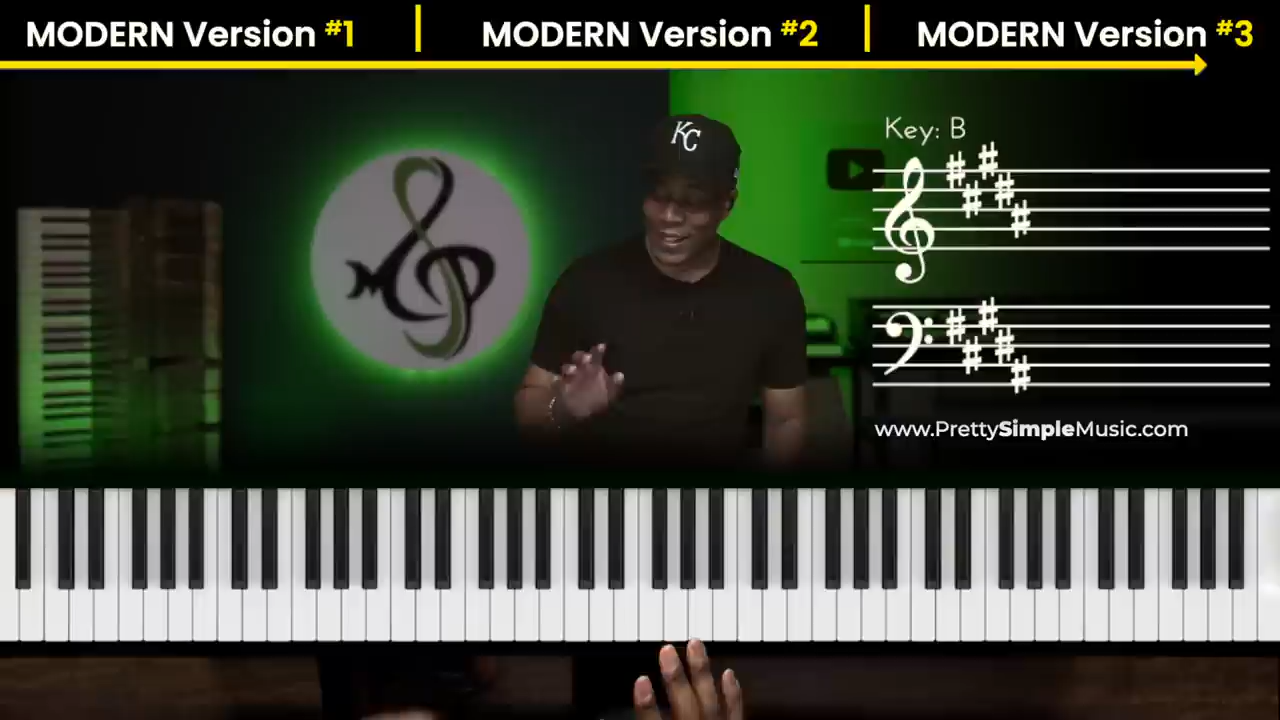 MODERN Version #1
MODERN Version #2
MODERN Version #3
KC
Key: B
www.PrettySimpleMusic.com